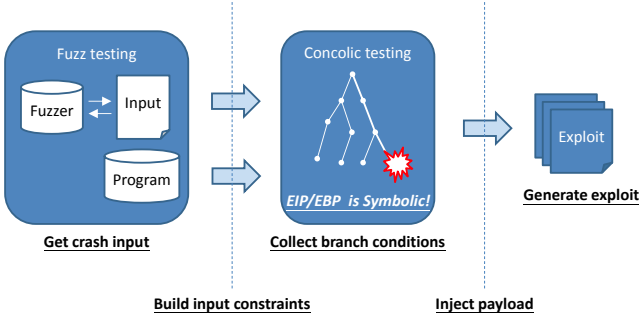 Fuzz testing
Fuzzer
Input
Program
Get crash input
Build input constraints
Concolic testing
EIP/EBP is Symbolic!
Collect branch conditions
Inject payload
Exploit
Generate exploit